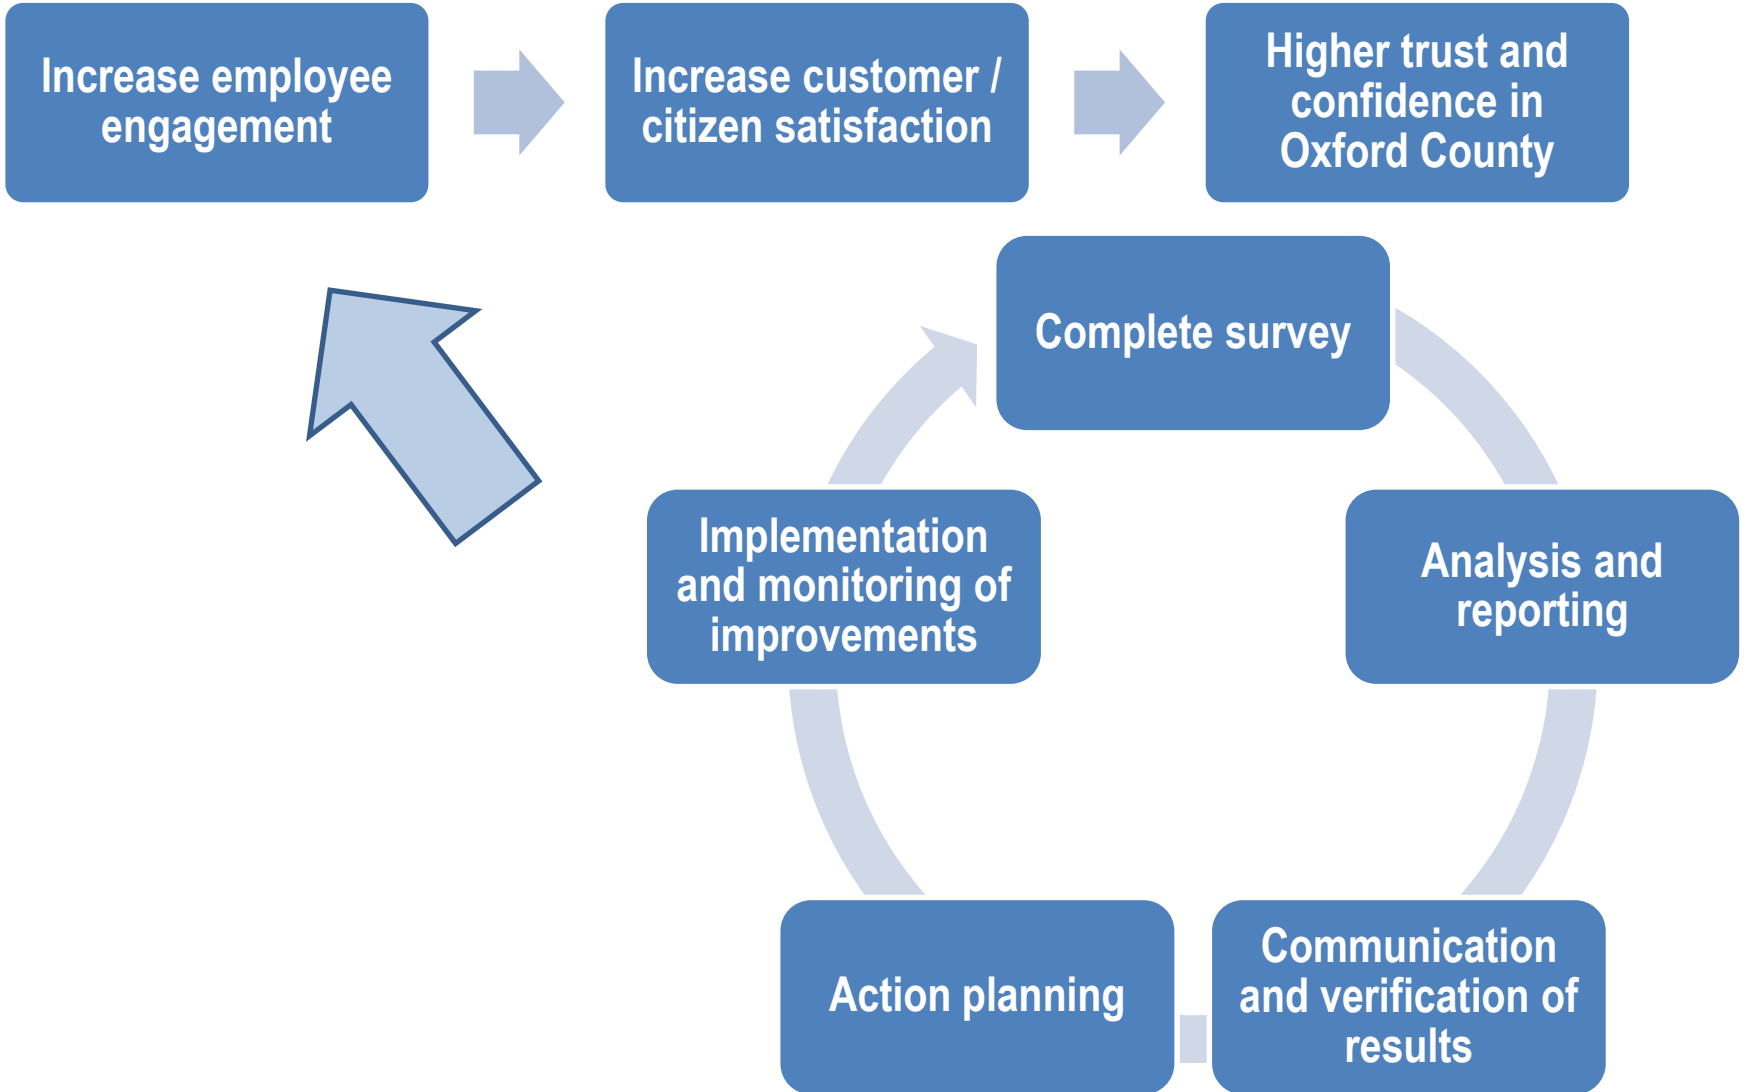 Increase employee
engagement
Increase customer /
citizen satisfaction
Higher trust and
confidence in
Oxford County
Complete survey
Analysis and
reporting
Communication
and verification of
results
Action planning
Implementation
and monitoring of
improvements